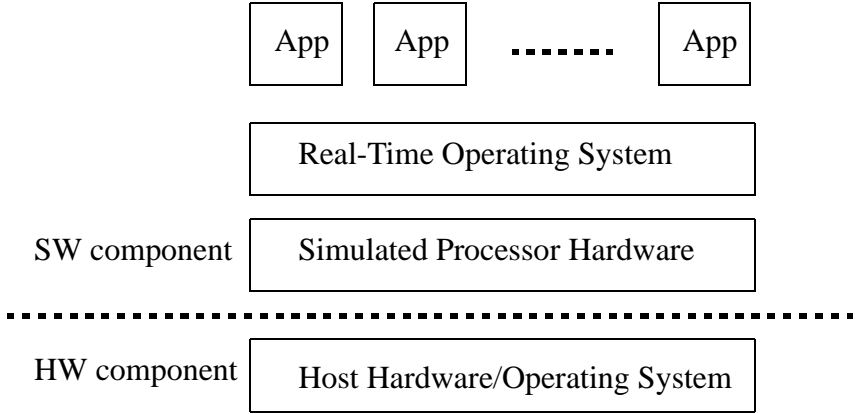 App App App
Real-Time Operating System
SW component Simulated Processor Hardware
HW component Host Hardware/Operating System